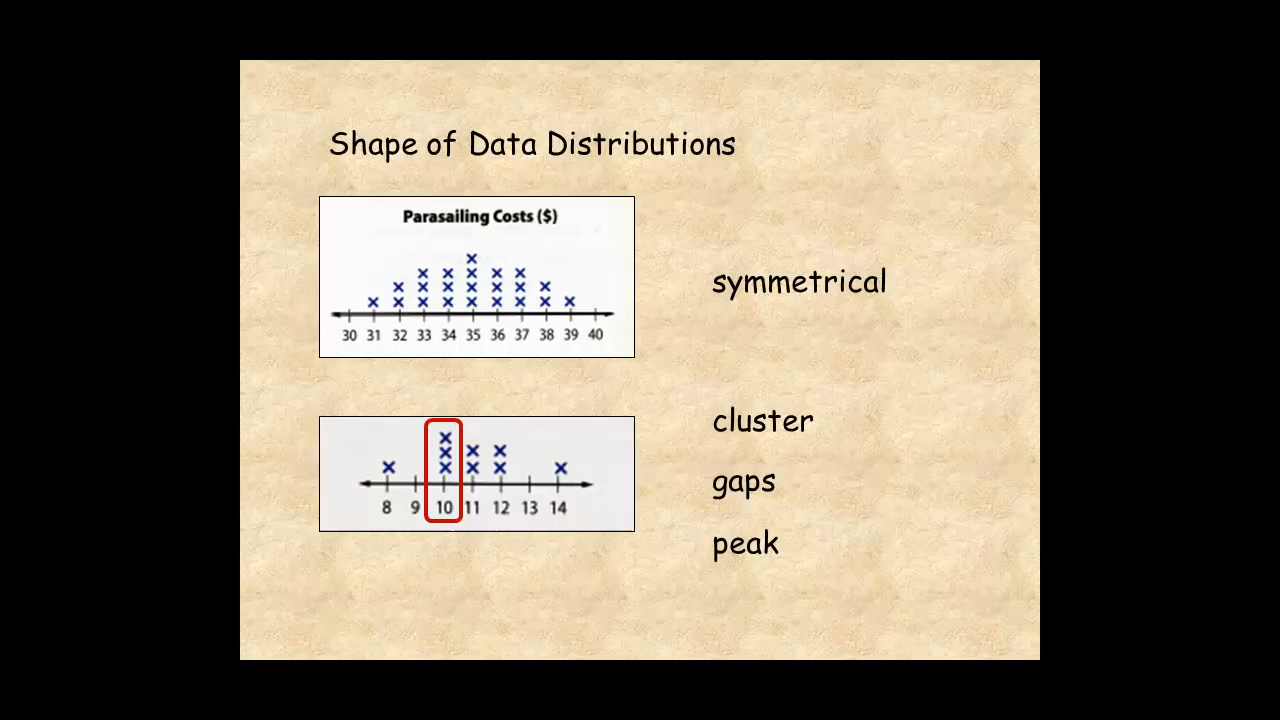 Shape of Data Distributions
Parasailing Costs ($)
30 31 32 33 34 35 36 37 38 39 40
symmetrical
8 9 10 11 12 13 14
cluster
gaps
peak